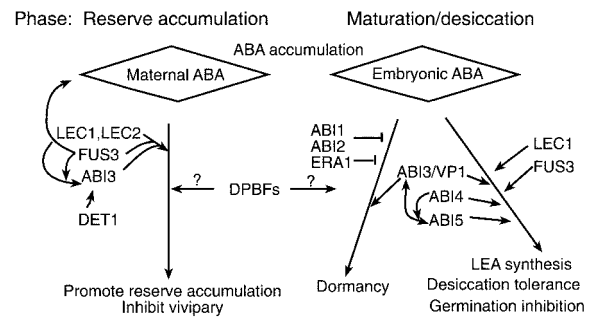 Phase: Reserve accumulation Maturation/desiccation
ABA accumulation
Maternal ABA
Embryonic ABA
LEC1,LEC2
FUS3
ABI3
DET1
? DPBFs ?
ABI1
ABI2
ERA1
LEC1
FUS3
ABI3/VP1
ABI4
ABI5
Promote reserve accumulation
Inhibit vivipary
Dormancy
LEA synthesis
Desiccation tolerance
Germination inhibition